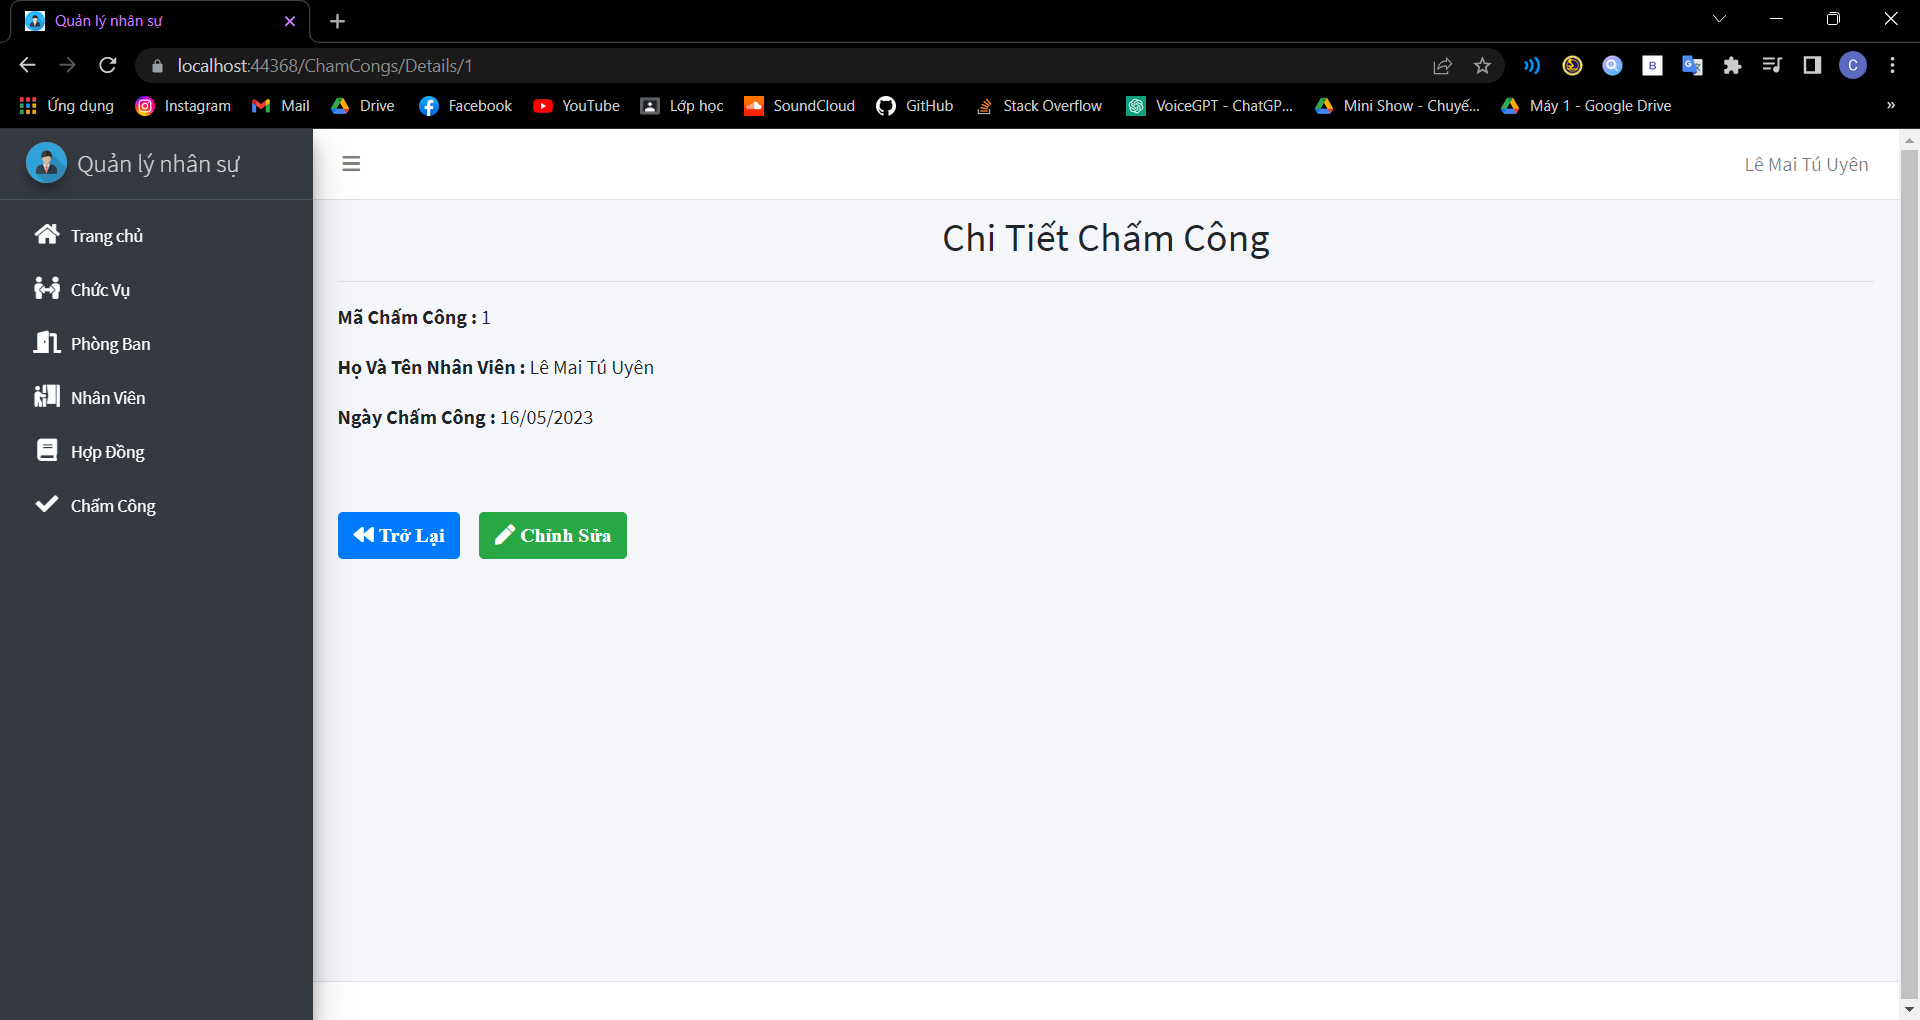 Quản lý nhân sự
localhost:44368/ChamCongs/Details/1
C
Ứng dụng Instagram Mail Drive Facebook YouTube Lớp học SoundCloud GitHub Stack Overflow VoiceGPT - ChatGP... Mini Show - Chuyế... Máy 1 - Google Drive »
Quản lý nhân sự
Lê Mai Tú Uyên
Trang chủ
Chức Vụ
Phòng Ban
Nhân Viên
Hợp Đồng
Chấm Công
Chi Tiết Chấm Công
Mã Chấm Công : 1
Họ Và Tên Nhân Viên : Lê Mai Tú Uyên
Ngày Chấm Công : 16/05/2023
Trở Lại Chỉnh Sửa